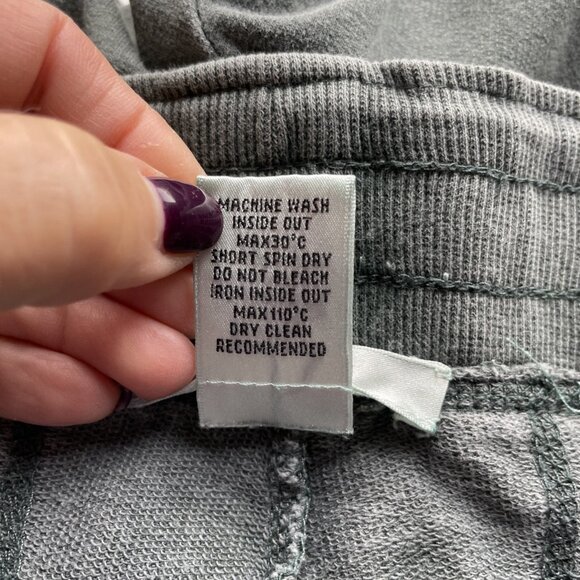 MACHINE WASH
INSIDE OUT
MAX30°C
SHORT SPIN DRY
DO NOT BLEACH
IRON INSIDE OUT
MAX110°C
DRY CLEAN
RECOMMENDED